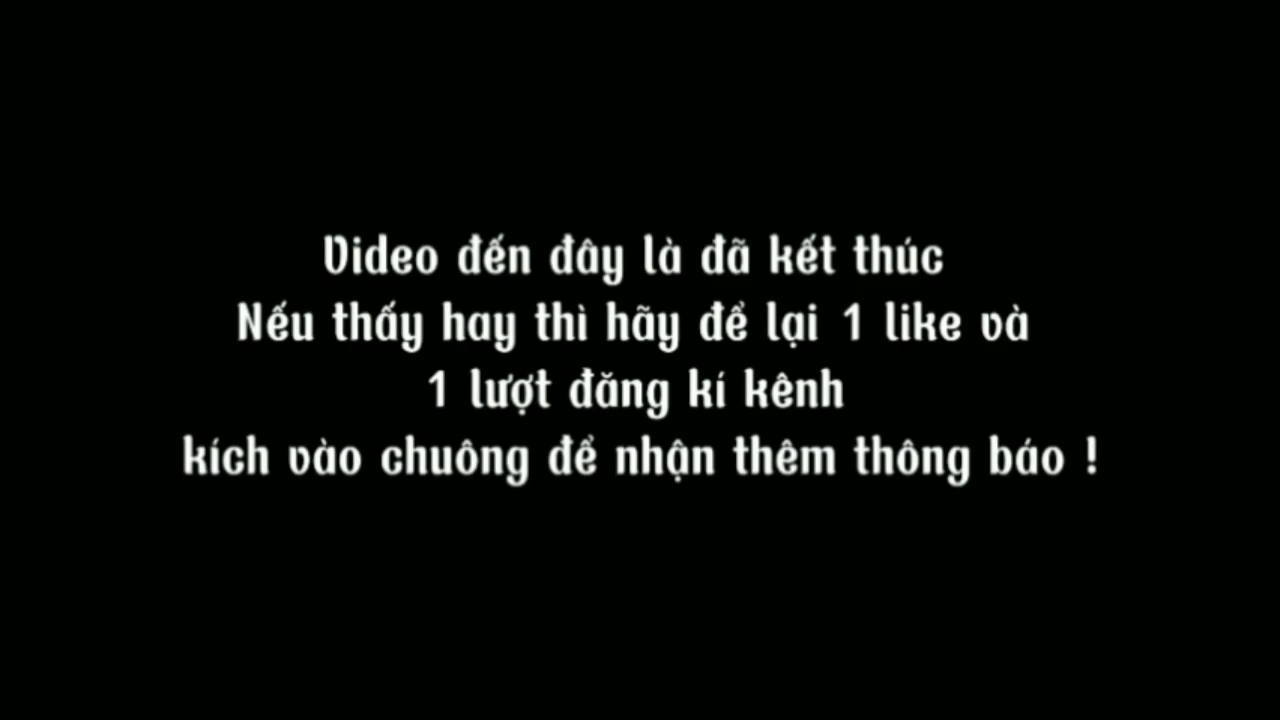 Video đến đây là đã kết thúc
Nếu thấy hay thì hãy để lại 1 like và
1 lượt đăng kí kênh
kích vào chuông để nhận thêm thông báo !